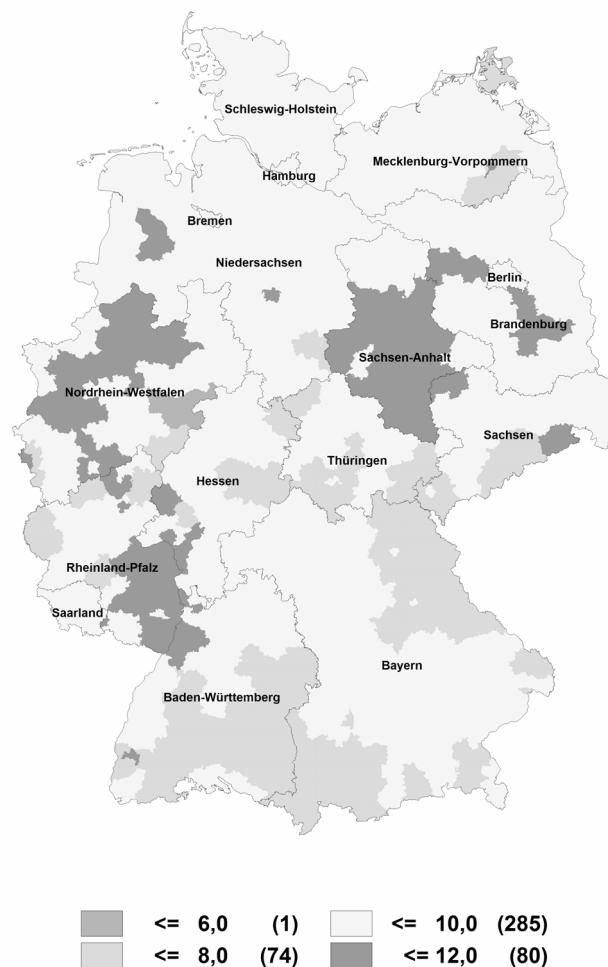 Schleswig-Holstein
Mecklenburg-Vorpommern
Hamburg
Bremen
Niedersachsen
Berlin
Brandenburg
Sachsen-Anhalt
Nordrhein-Westfalen
Sachsen
Thüringen
Hessen
Rheinland-Pfalz
Saarland
Bayern
Baden-Württemberg
<= 6,0 (1) <= 10,0 (285)
<= 8,0 (74) <= 12,0 (80)